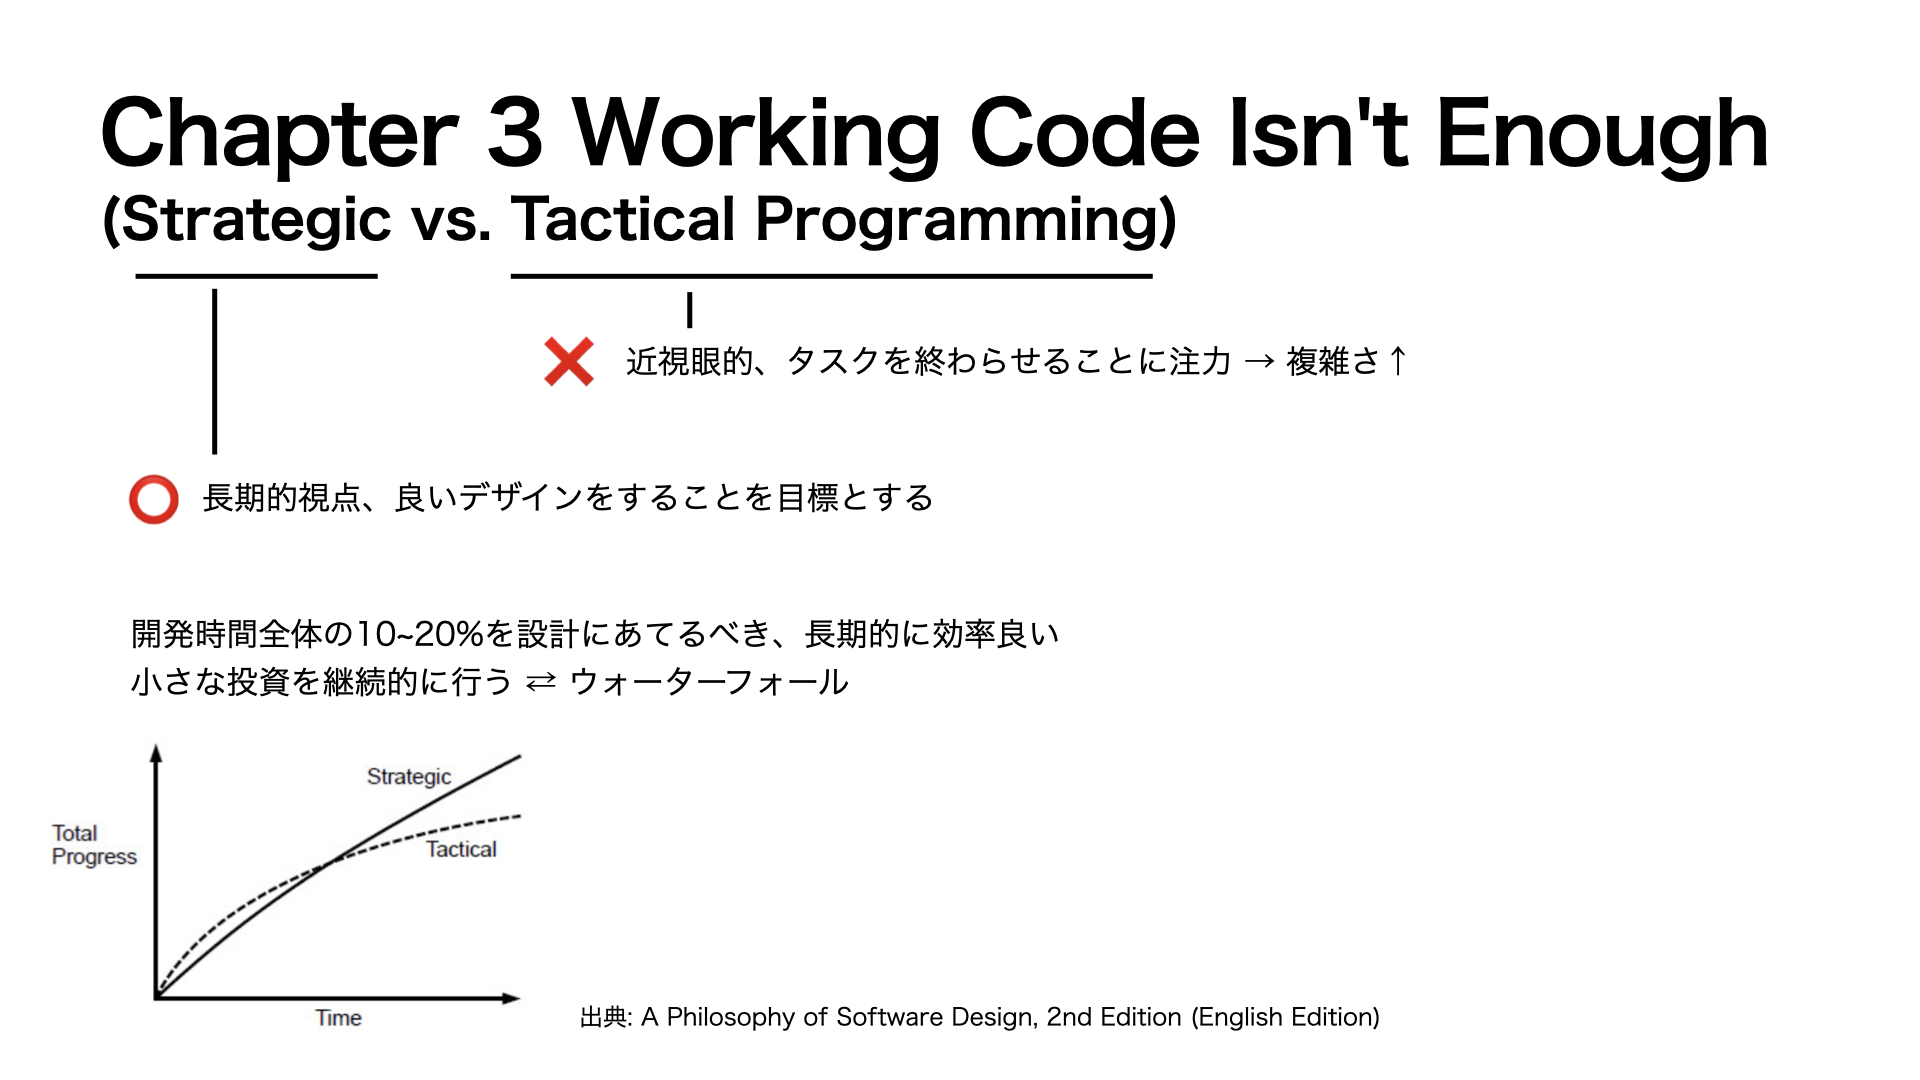 Chapter 3 Working Code Isn't Enough
(Strategic vs. Tactical Programming)
❌ 近視眼的、タスクを終わらせることに注力 → 複雑さ↑
⭕ 長期的視点、良いデザインをすることを目標とする
開発時間全体の10~20%を設計にあてるべき、長期的に効率良い
小さな投資を継続的に行う ⇄ ウォーターフォール
Strategic
Tactical
Total
Progress
Time
出典: A Philosophy of Software Design, 2nd Edition (English Edition)